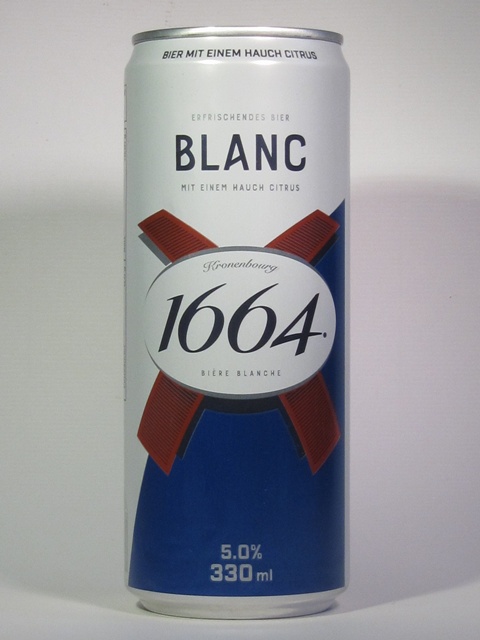 BIER MIT EINEM HAUCH CITRUS
ERFRISCHENDES BIER
BLANC
MIT EINEM HAUCH CITRUS
Kronenbourg
1664.
BIÈRE BLANCHE
5.0%
330 ml